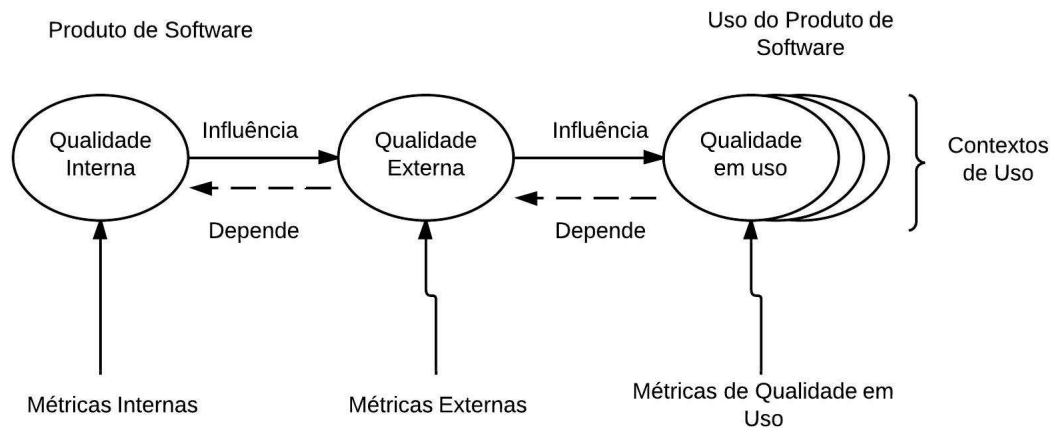 Produto de Software
Uso do Produto de
Software
Qualidade
Interna
Influência
Depende
Qualidade
Externa
Influência
Depende
Qualidade
em uso
Contextos
de Uso
Métricas Internas
Métricas Externas
Métricas de Qualidade em
Uso